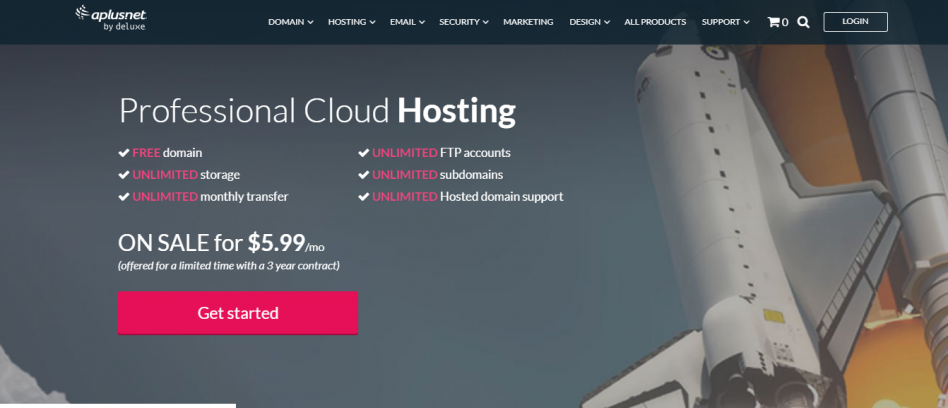 aplusnet
by deluxe
DOMAIN HOSTING EMAIL SECURITY MARKETING DESIGN ALL PRODUCTS SUPPORT 0 LOGIN
Professional Cloud Hosting
FREE domain
UNLIMITED storage
UNLIMITED monthly transfer
UNLIMITED FTP accounts
UNLIMITED subdomains
UNLIMITED Hosted domain support
ON SALE for $5.99/mo
(offered for a limited time with a 3 year contract)
Get started